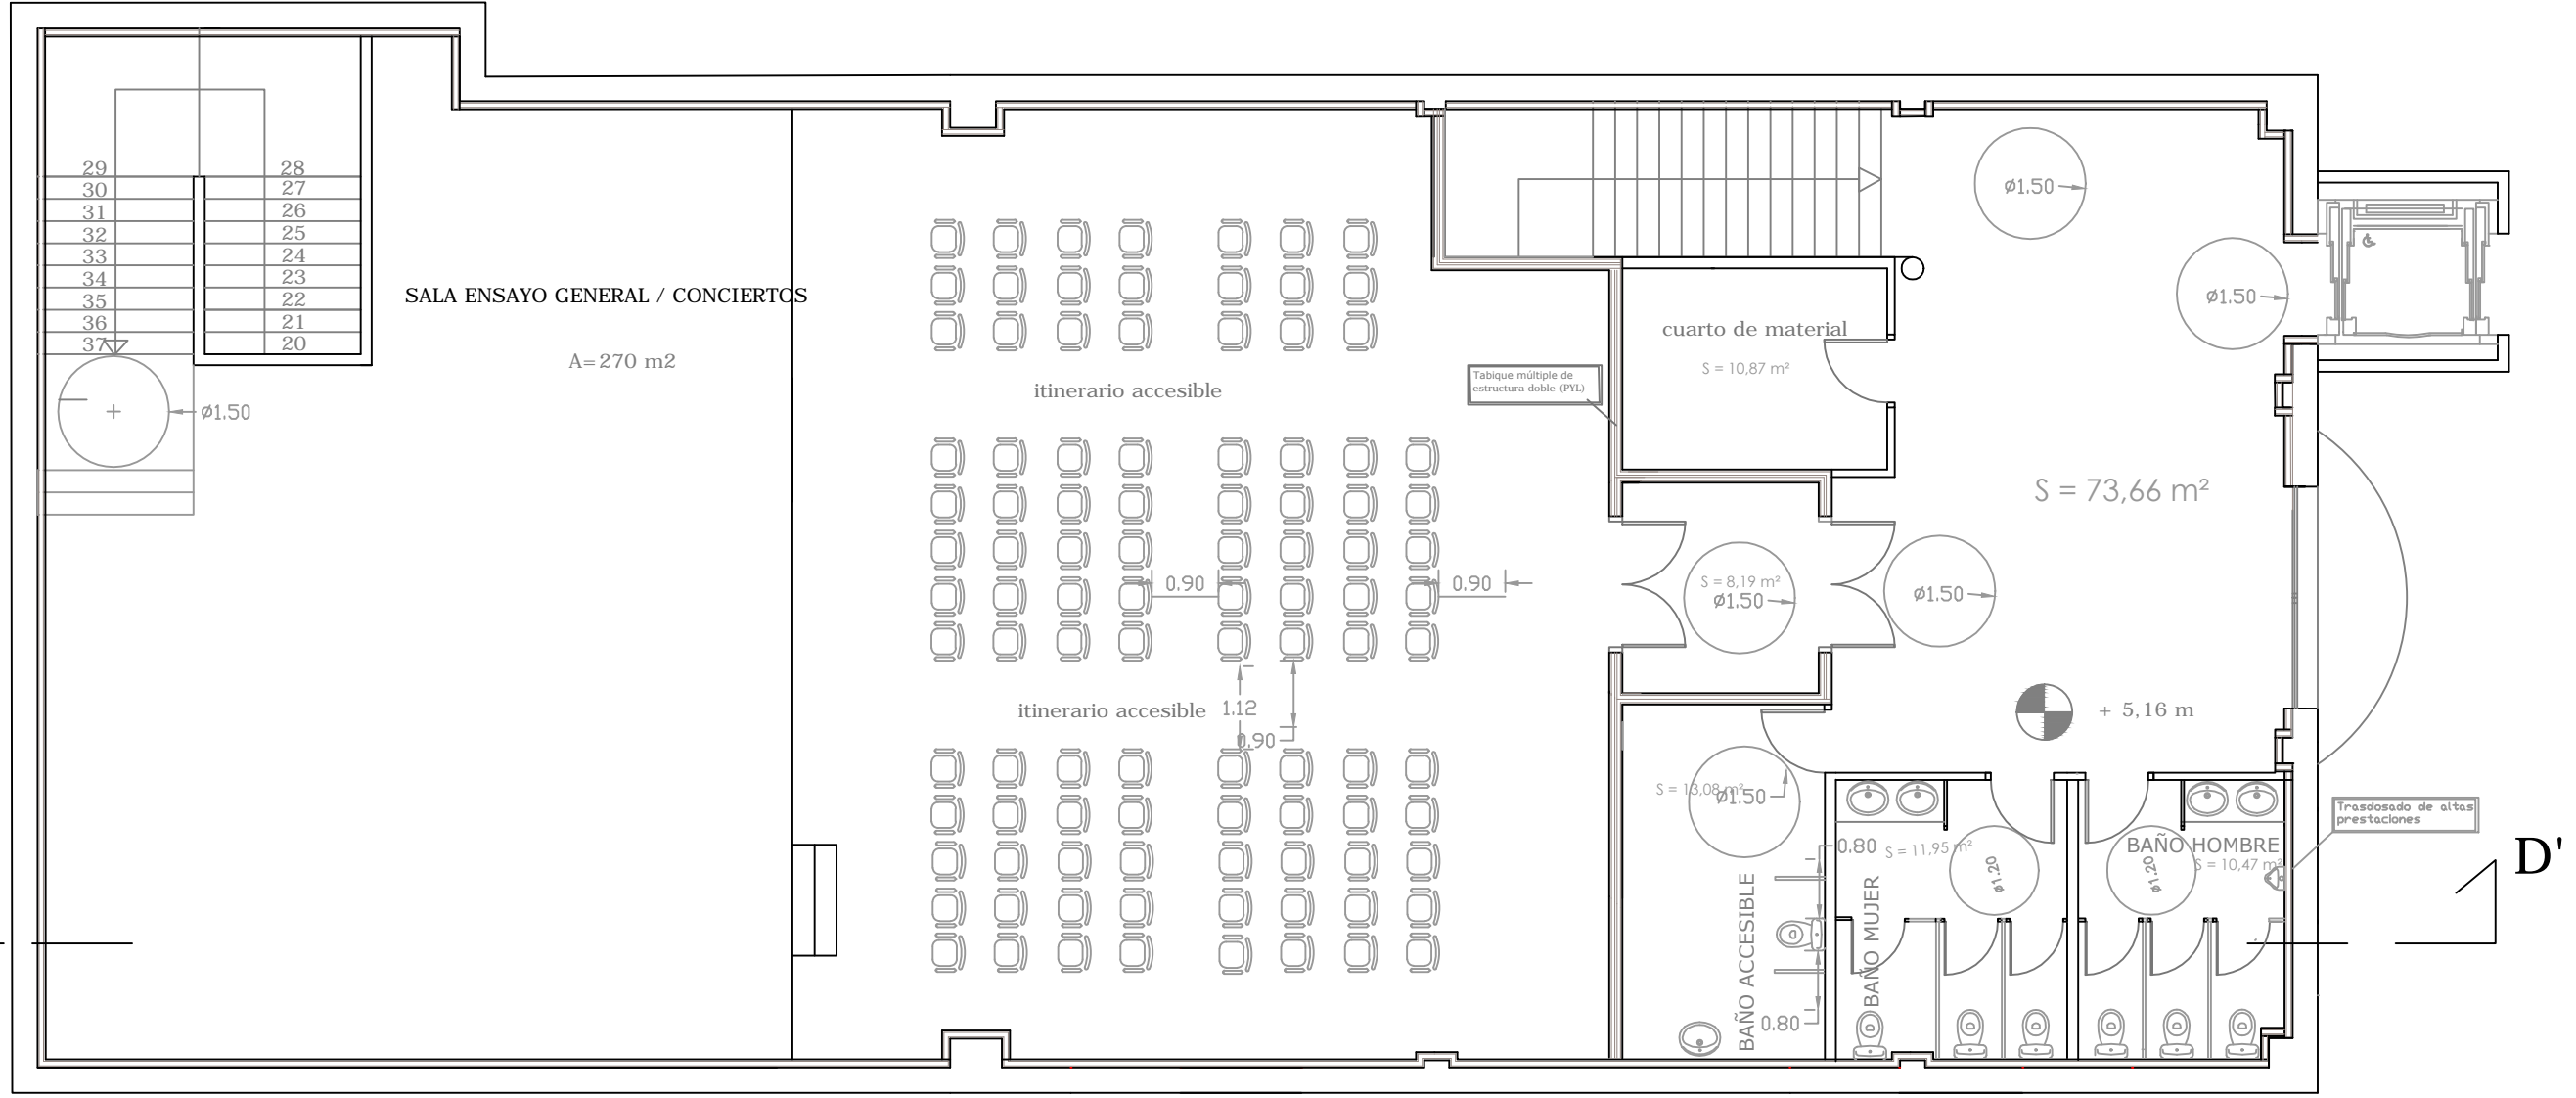 29 28
30 27
31 26
32 25
33 24
34 23
35 22
36 21
37 20
ø1.50
SALA ENSAYO GENERAL / CONCIERTOS
A=270 m2
itinerario accesible
0.90
0.90
itinerario accesible
1.12
0.90
Tabique múltiple de
estructura doble (PYL)
cuarto de material
S = 10,87 m²
ø1.50
ø1.50
S = 73,66 m²
S = 8,19 m²
ø1.50
ø1.50
+ 5,16 m
S = 13,08 m²
ø1.50
BAÑO ACCESIBLE
0.80
0.80
S = 11,95 m²
BAÑO MUJER
ø1.20
BAÑO HOMBRE
S = 10,47 m²
ø1.20
Trasdosado de altas
prestaciones
D'